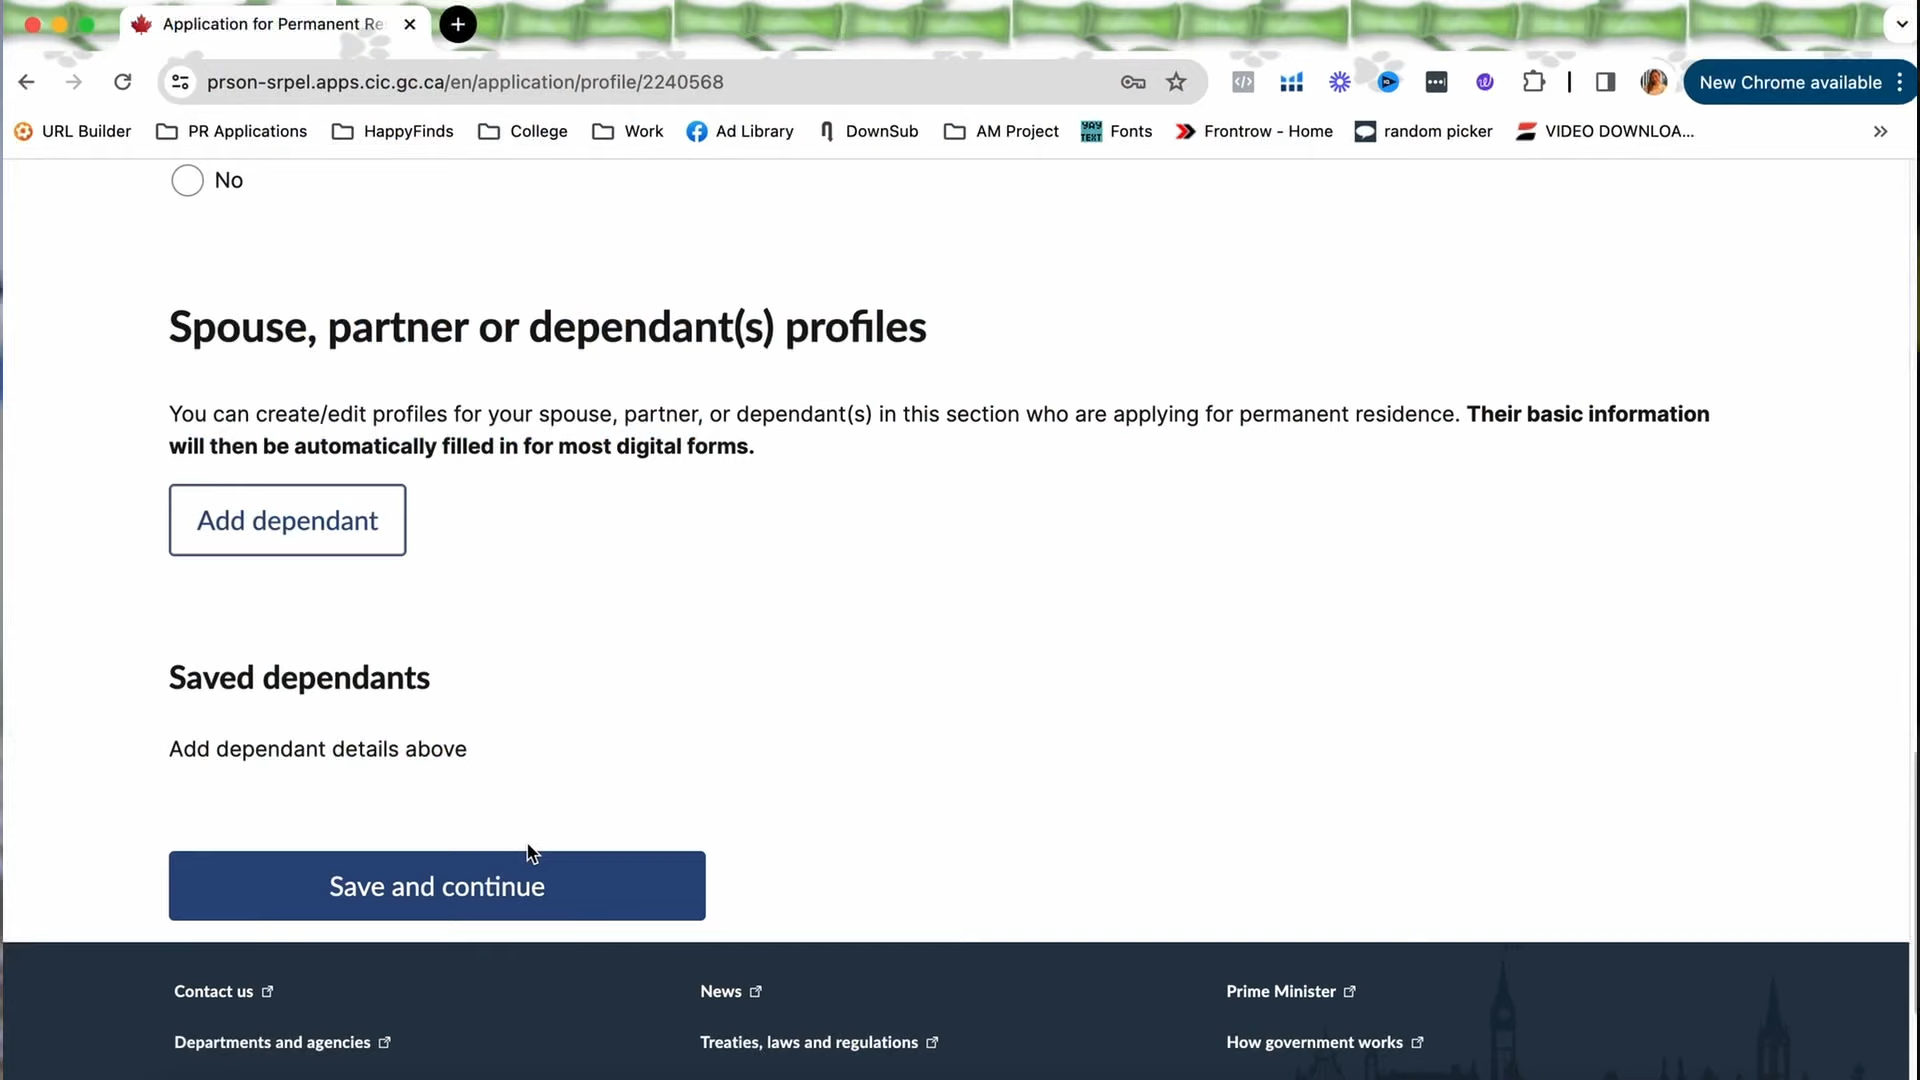 Application for Permanent Re
prson-srpel.apps.cic.gc.ca/en/application/profile/2240568
New Chrome available
URL Builder
PR Applications
HappyFinds
College
Work
Ad Library
DownSub
AM Project
YAY TEXT
Fonts
Frontrow - Home
random picker
VIDEO DOWNLOA...
No
Spouse, partner or dependant(s) profiles
You can create/edit profiles for your spouse, partner, or dependant(s) in this section who are applying for permanent residence. Their basic information
will then be automatically filled in for most digital forms.
Add dependant
Saved dependants
Add dependant details above
Save and continue
Contact us
News
Prime Minister
Departments and agencies
Treaties, laws and regulations
How government works